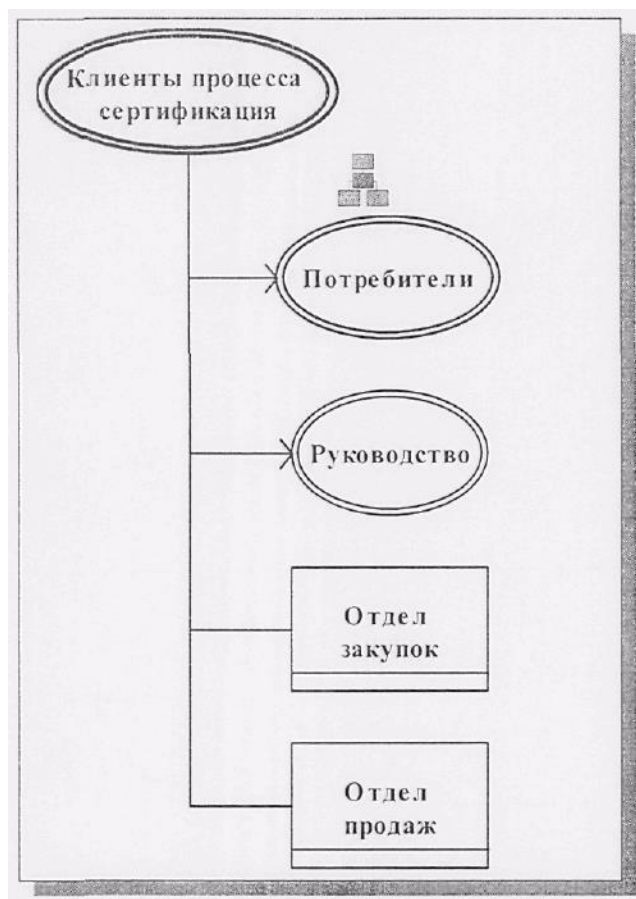 Клиенты процесса
сертификация
Потребители
Руководство
Отдел
закупок
Отдел
продаж